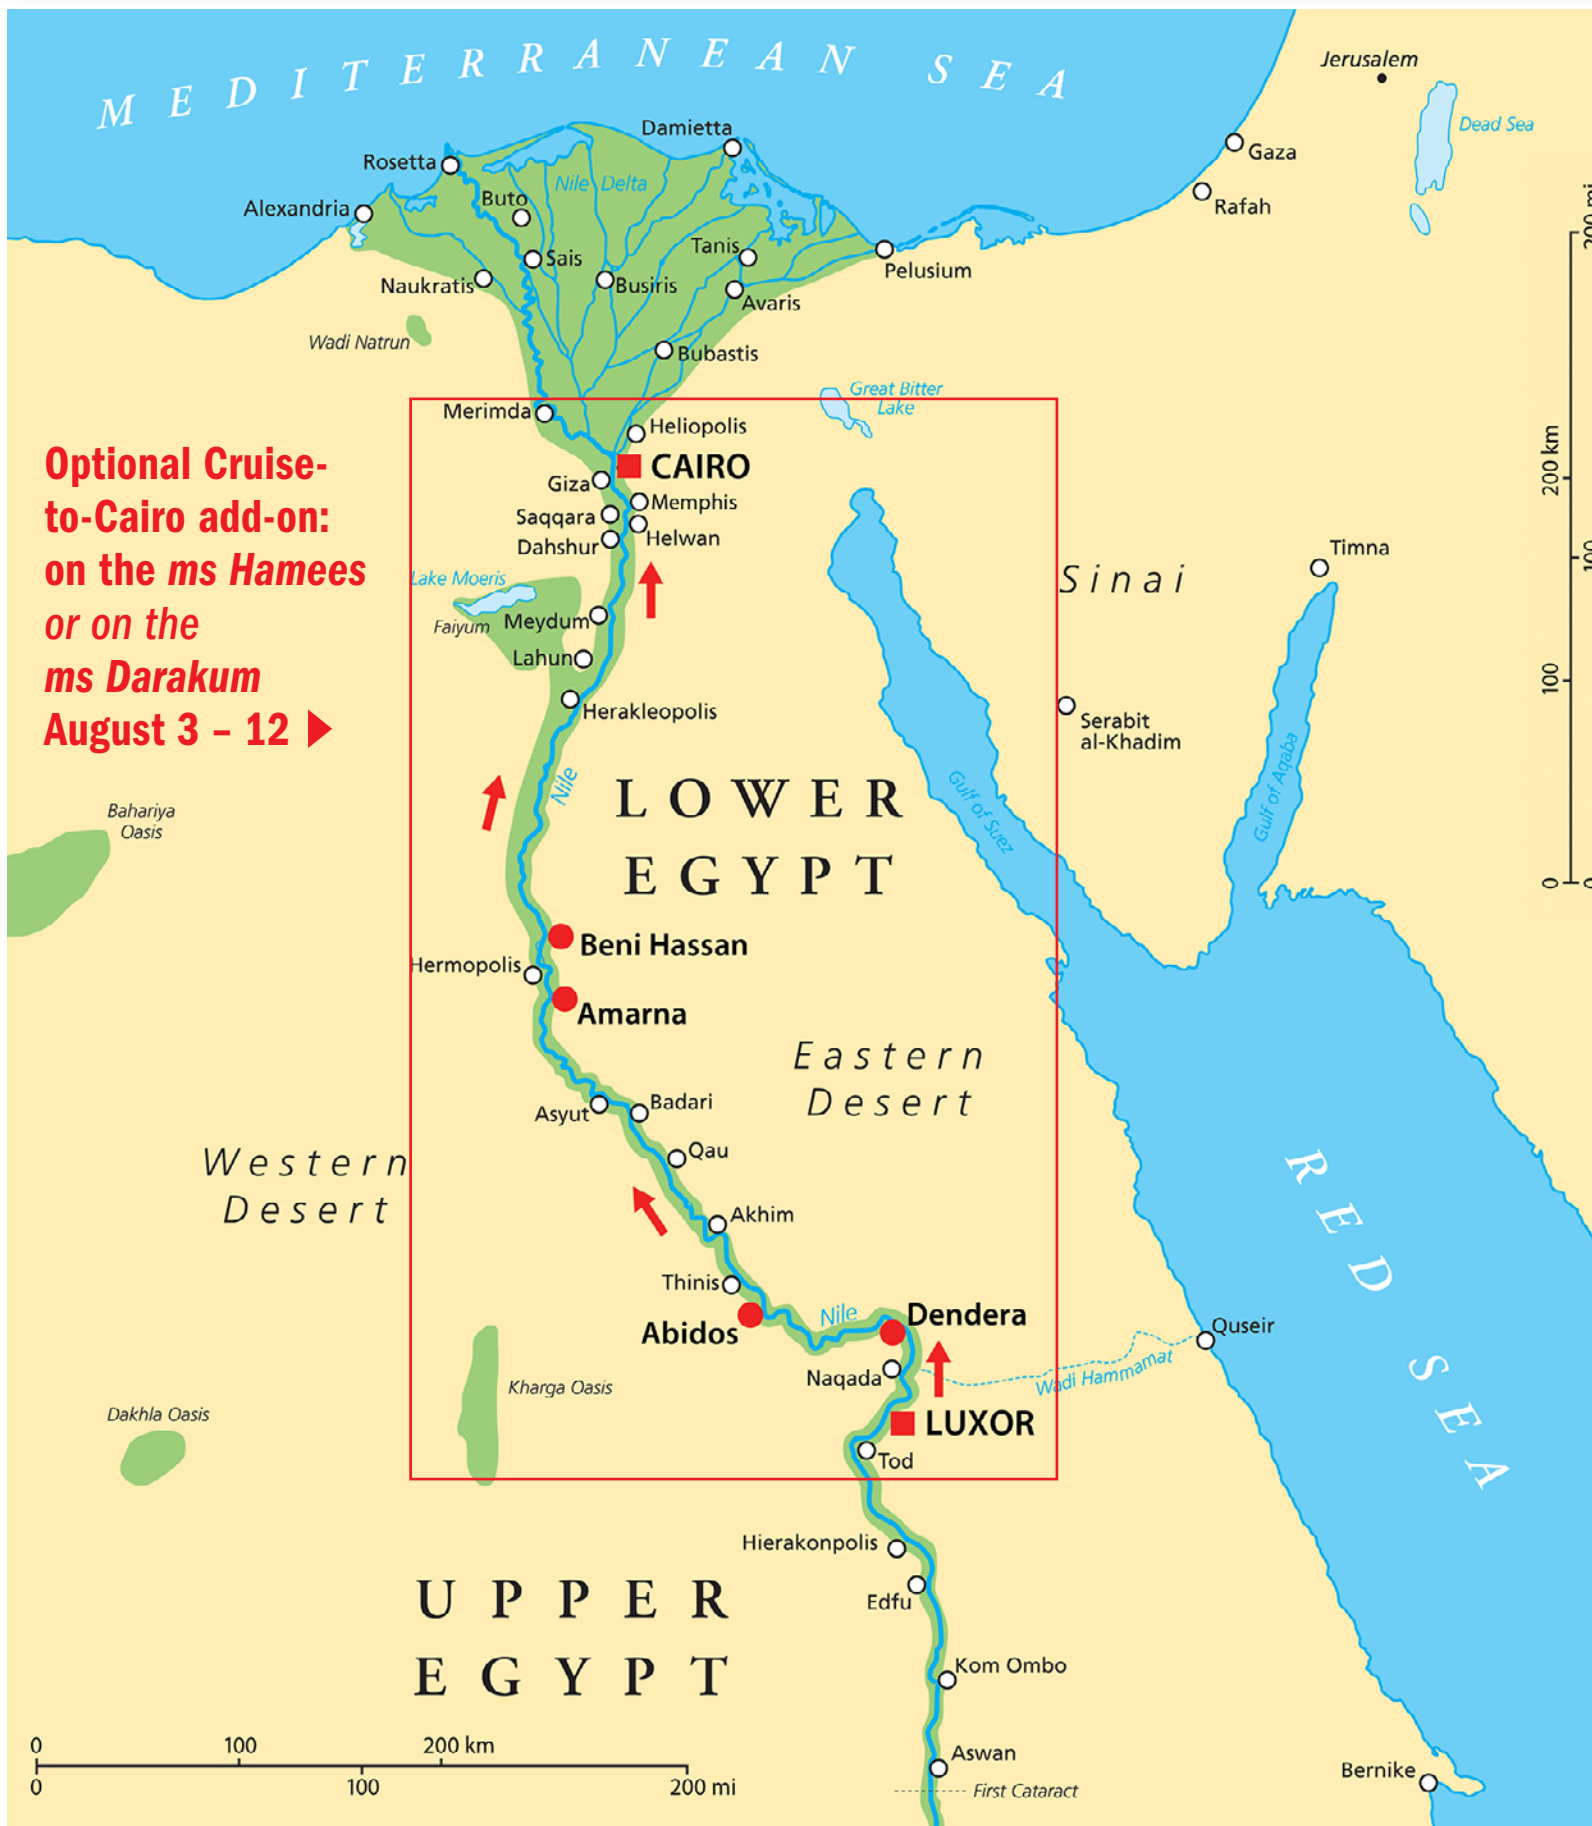 MEDITERRANEAN SEA
Jerusalem
Dead Sea
Damietta
Gaza
Rosetta
Nile Delta
Rafah
Buto
Alexandria
Tanis
Sais
Pelusium
Naukratis
Busiris
Avaris
Wadi Natrun
Bubastis
Great Bitter
Lake
Merimda
Heliopolis
CAIRO
Giza
Memphis
Saqqara
Helwan
Dahshur
Optional Cruise-
to-Cairo add-on:
on the ms Hamees
or on the
ms Darakum
August 3 – 12
Lake Moeris
Faiyum
Meydum
Lahun
Herakleopolis
Sinai
Timna
Serabit
al-Khadim
Gulf of Suez
Gulf of Aqaba
Nile
LOWER
EGYPT
Bahariya
Oasis
Beni Hassan
Hermopolis
Amarna
Eastern
Desert
Asyut
Badari
Qau
Western
Desert
Akhim
Thinis
Abidos
Nile
Dendera
Naqada
Wadi Hammamat
Quseir
RED SEA
Kharga Oasis
Dakhla Oasis
LUXOR
Tod
Hierakonpolis
Edfu
UPPER
EGYPT
Kom Ombo
Aswan
First Cataract
Bernike
0 100 200 km
0 100 200 mi
0 100 200 km